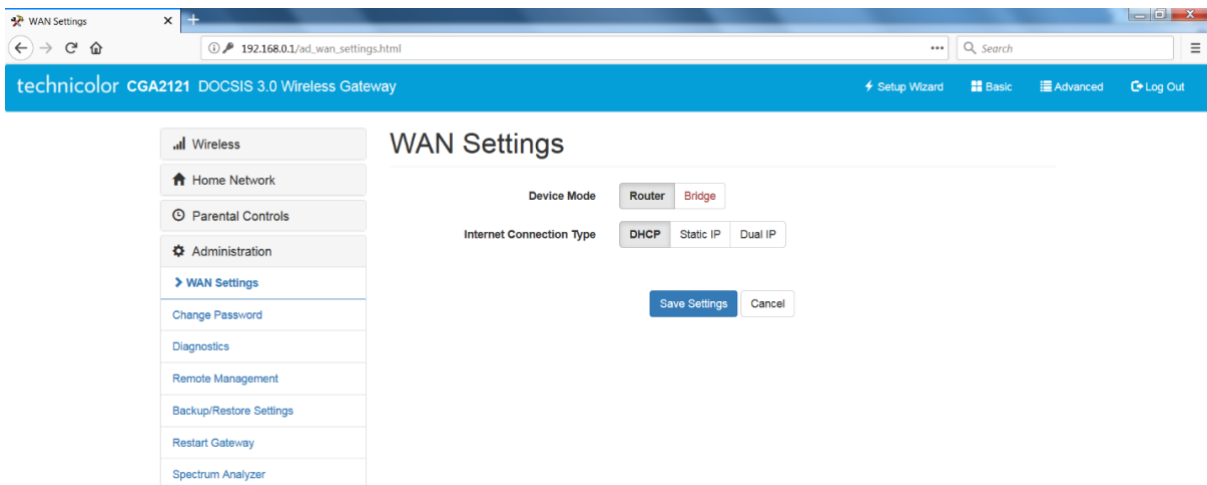 WAN Settings
192.168.0.1/ad_wan_settings.html
Search
technicolor CGA2121 DOCSIS 3.0 Wireless Gateway
Setup Wizard
Basic
Advanced
Log Out
Wireless
Home Network
Parental Controls
Administration
WAN Settings
Change Password
Diagnostics
Remote Management
Backup/Restore Settings
Restart Gateway
Spectrum Analyzer
WAN Settings
Device Mode Router Bridge
Internet Connection Type DHCP Static IP Dual IP
Save Settings Cancel